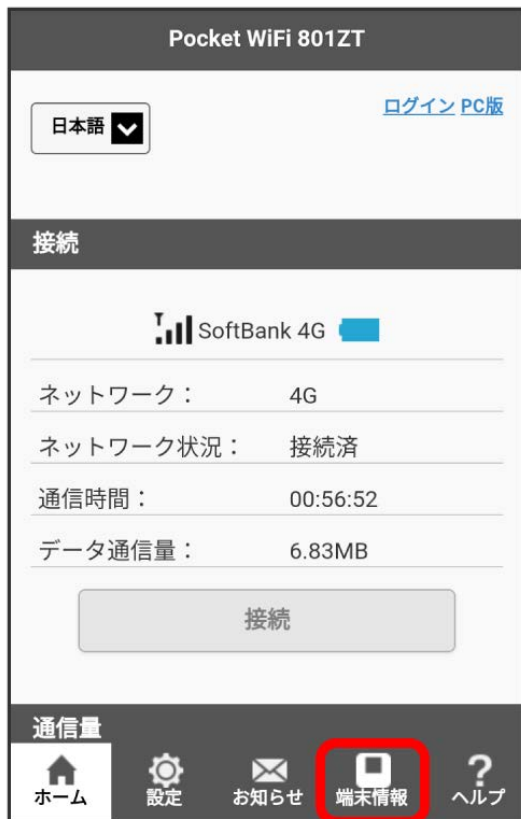 Pocket WiFi 801ZT
日本語
ログイン PC版
接続
SoftBank 4G
ネットワーク： 4G
ネットワーク状況： 接続済
通信時間： 00:56:52
データ通信量： 6.83MB
接続
通信量
ホーム 設定 お知らせ 端末情報 ヘルプ